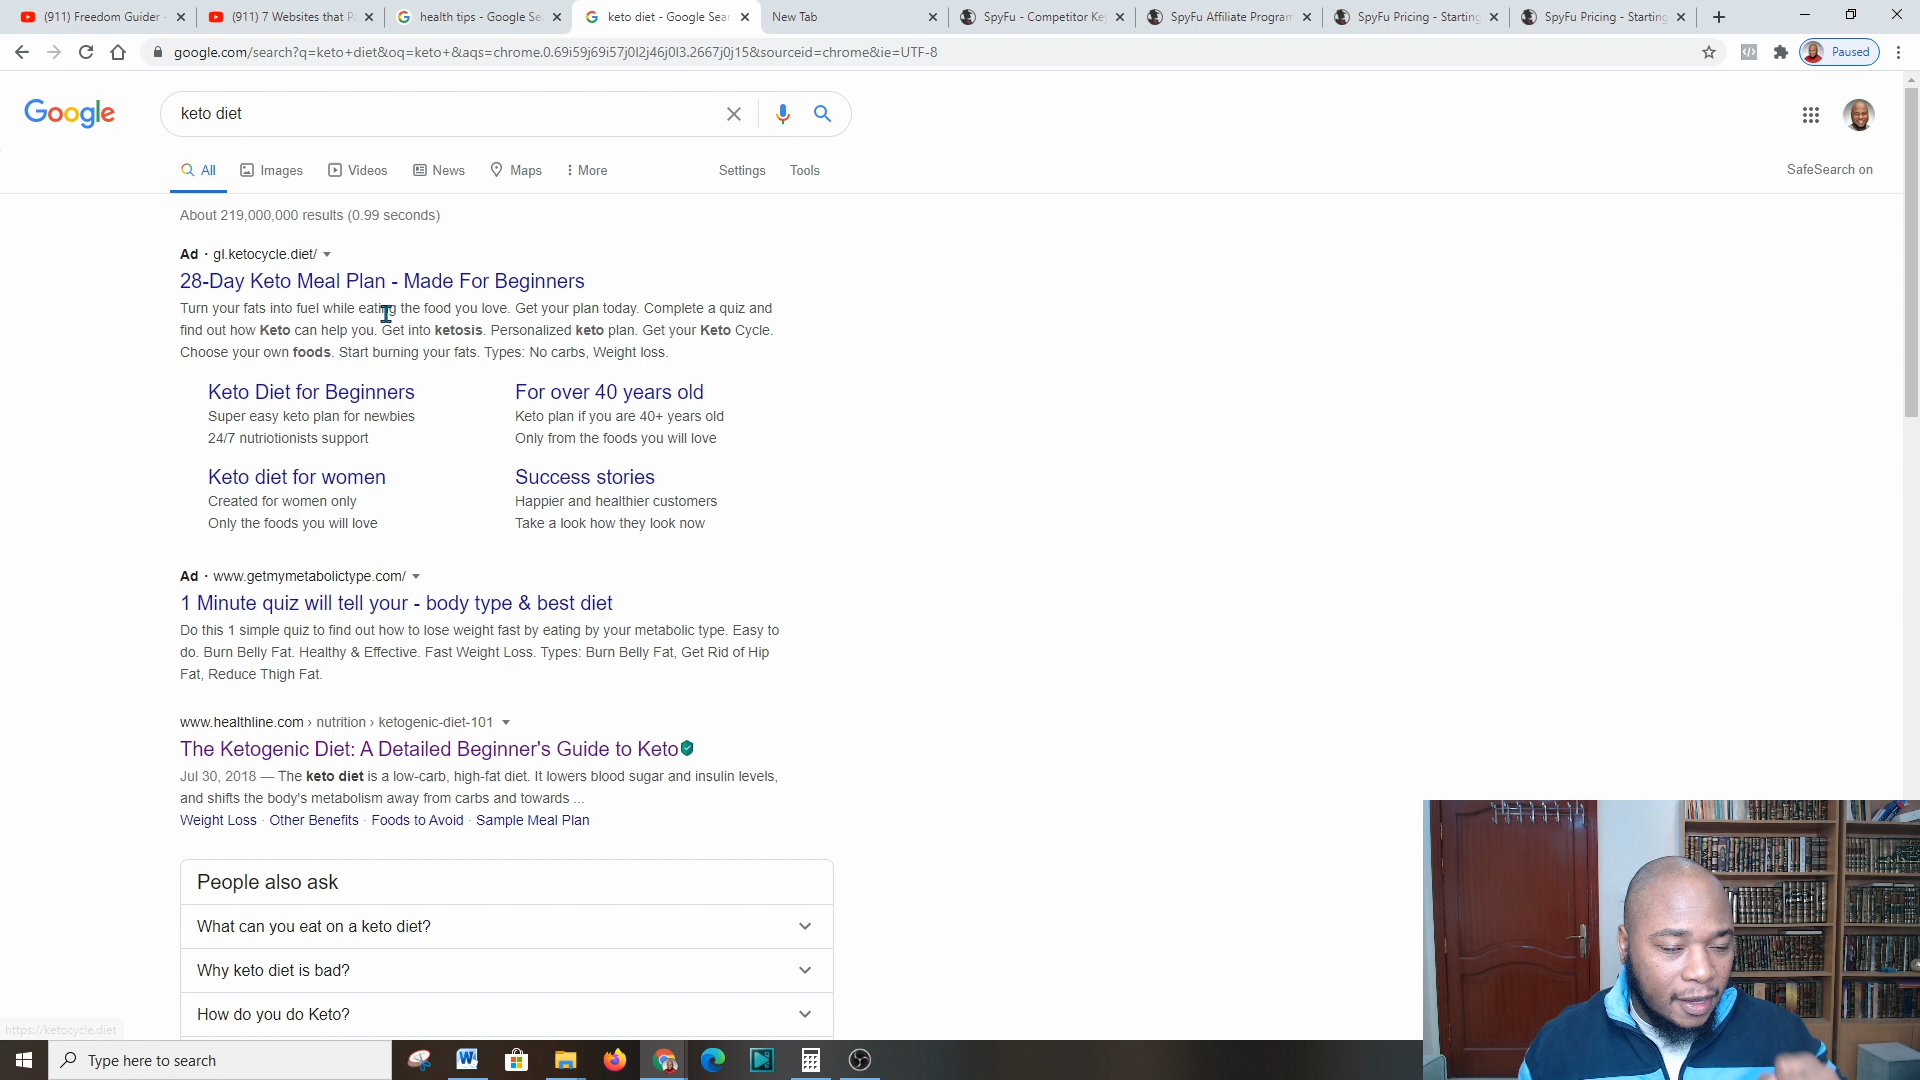 (911) Freedom Guider -
(911) 7 Websites that P
health tips - Google Se
keto diet - Google Sear
New Tab
SpyFu - Competitor Ke
SpyFu Affiliate Program
SpyFu Pricing - Starting
SpyFu Pricing - Starting
google.com/search?q=keto+diet&oq=keto+&aqs=chrome.0.69i59j69i57j0l2j46j0l3.2667j0j15&sourceid=chrome&ie=UTF-8
Paused
Google
keto diet
All
Images
Videos
News
Maps
More
Settings
Tools
SafeSearch on
About 219,000,000 results (0.99 seconds)
Ad · gl.ketocycle.diet/
28-Day Keto Meal Plan - Made For Beginners
Turn your fats into fuel while eating the food you love. Get your plan today. Complete a quiz and
find out how Keto can help you. Get into ketosis. Personalized keto plan. Get your Keto Cycle.
Choose your own foods. Start burning your fats. Types: No carbs, Weight loss.
Keto Diet for Beginners
Super easy keto plan for newbies
24/7 nutriotionists support
For over 40 years old
Keto plan if you are 40+ years old
Only from the foods you will love
Keto diet for women
Created for women only
Only the foods you will love
Success stories
Happier and healthier customers
Take a look how they look now
Ad · www.getmymetabolictype.com/
1 Minute quiz will tell your - body type & best diet
Do this 1 simple quiz to find out how to lose weight fast by eating by your metabolic type. Easy to
do. Burn Belly Fat. Healthy & Effective. Fast Weight Loss. Types: Burn Belly Fat, Get Rid of Hip
Fat, Reduce Thigh Fat.
www.healthline.com › nutrition › ketogenic-diet-101
The Ketogenic Diet: A Detailed Beginner's Guide to Keto
Jul 30, 2018 — The keto diet is a low-carb, high-fat diet. It lowers blood sugar and insulin levels,
and shifts the body's metabolism away from carbs and towards ...
Weight Loss · Other Benefits · Foods to Avoid · Sample Meal Plan
People also ask
What can you eat on a keto diet?
Why keto diet is bad?
How do you do Keto?
https://ketocycle.diet
Type here to search